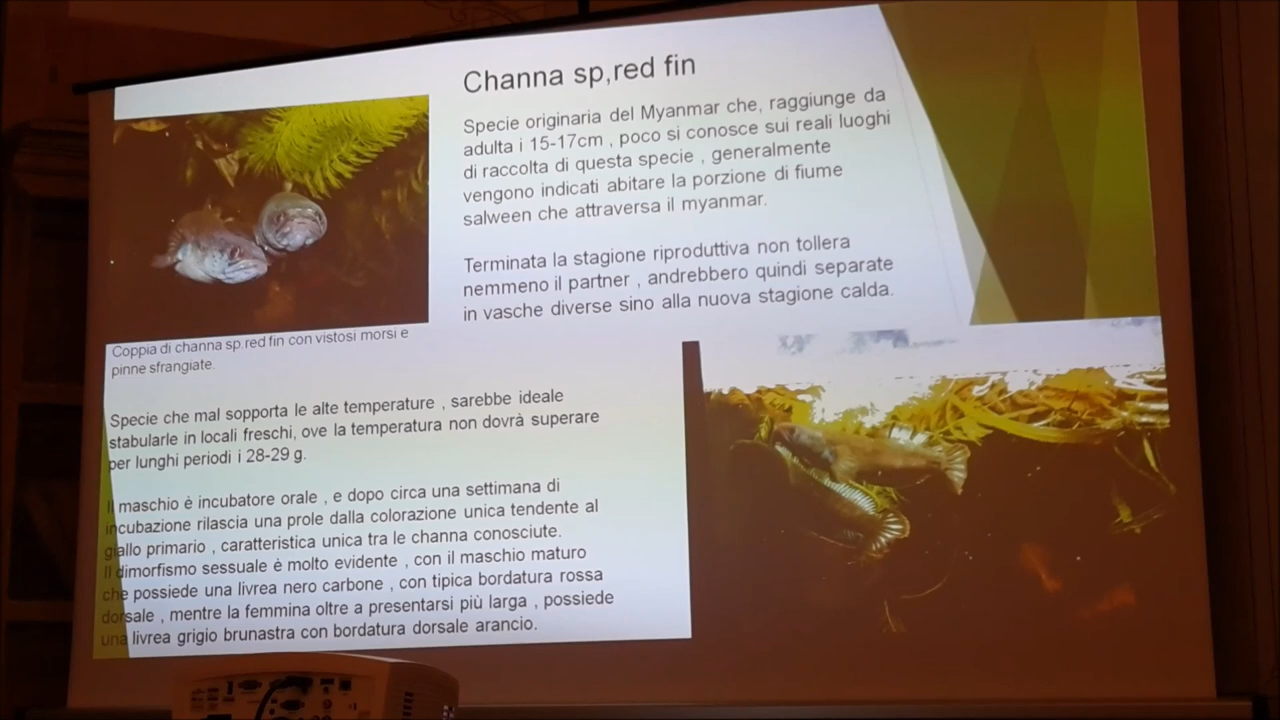 Channa sp,red fin
Specie originaria del Myanmar che, raggiunge da
adulta i 15-17cm , poco si conosce sui reali luoghi
di raccolta di questa specie , generalmente
vengono indicati abitare la porzione di fiume
salween che attraversa il myanmar.
Terminata la stagione riproduttiva non tollera
nemmeno il partner , andrebbero quindi separate
in vasche diverse sino alla nuova stagione calda.
Coppia di channa sp.red fin con vistosi morsi e
pinne sfrangiate.
Specie che mal sopporta le alte temperature , sarebbe ideale
stabularle in locali freschi, ove la temperatura non dovrà superare
per lunghi periodi i 28-29 g.
Il maschio è incubatore orale , e dopo circa una settimana di
incubazione rilascia una prole dalla colorazione unica tendente al
giallo primario , caratteristica unica tra le channa conosciute.
Il dimorfismo sessuale è molto evidente , con il maschio maturo
che possiede una livrea nero carbone , con tipica bordatura rossa
dorsale , mentre la femmina oltre a presentarsi più larga , possiede
una livrea grigio brunastra con bordatura dorsale arancio.